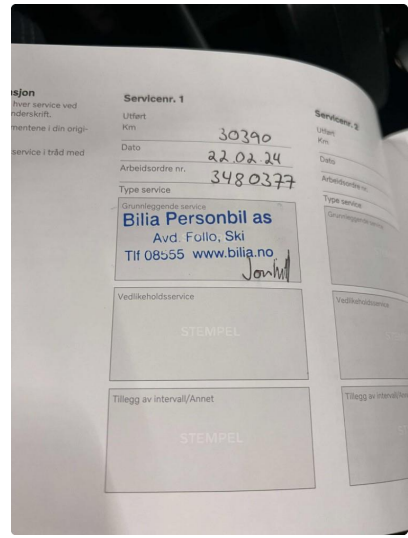 sjon
hver service ved
nderskrift.
mentene i din origi-
service i tråd med
Servicenr. 1
Utført
Km 30390
Dato 22.02.24
Arbeidsordre nr. 3480377
Type service
Grunnleggende service
Bilia Personbil as
Avd. Follo, Ski
Tlf 08555 www.bilia.no
Vedlikeholdsservice
STEMPEL
Tillegg av intervall/Annet
STEMPEL
Servicenr. 2
Utført
Km
Dato
Arbeidsordre nr.
Type service
Grunnleggende service
Vedlikeholdsservice
Tillegg av intervall/Ann